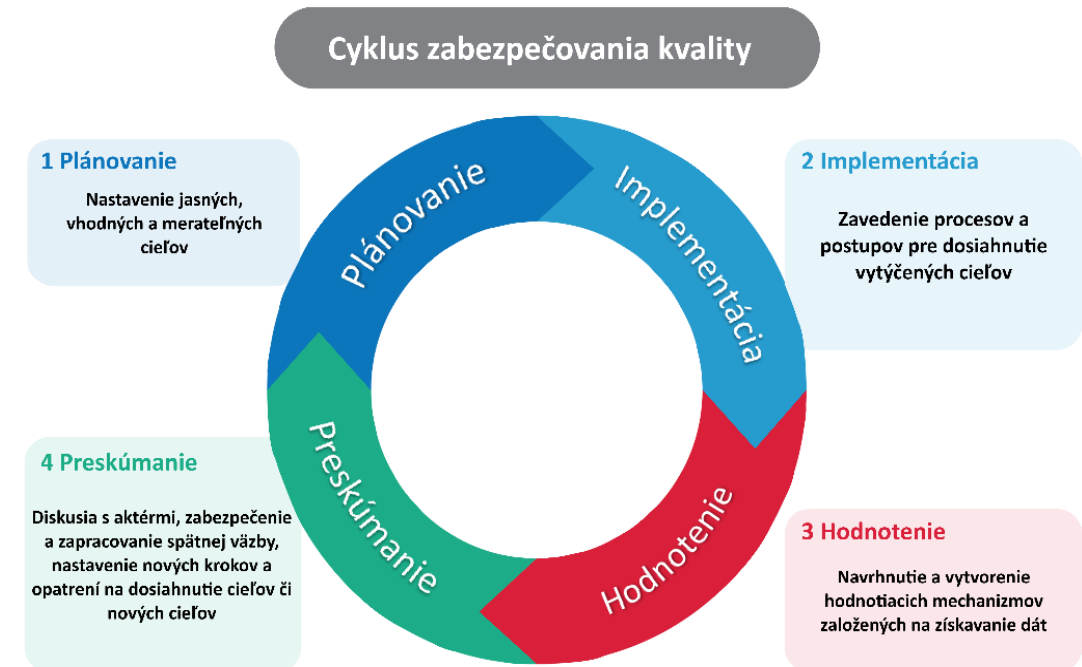 Cyklus zabezpečovania kvality
1 Plánovanie
Nastavenie jasných,
vhodných a merateľných
cieľov
2 Implementácia
Zavedenie procesov a
postupov pre dosiahnutie
vytýčených cieľov
Plánovanie
Implementácia
Preskúmanie
Hodnotenie
4 Preskúmanie
Diskusia s aktérmi, zabezpečenie
a zapracovanie spätnej väzby,
nastavenie nových krokov a
opatrení na dosiahnutie cieľov či
nových cieľov
3 Hodnotenie
Navrhnutie a vytvorenie
hodnotiacich mechanizmov
založených na získavanie dát